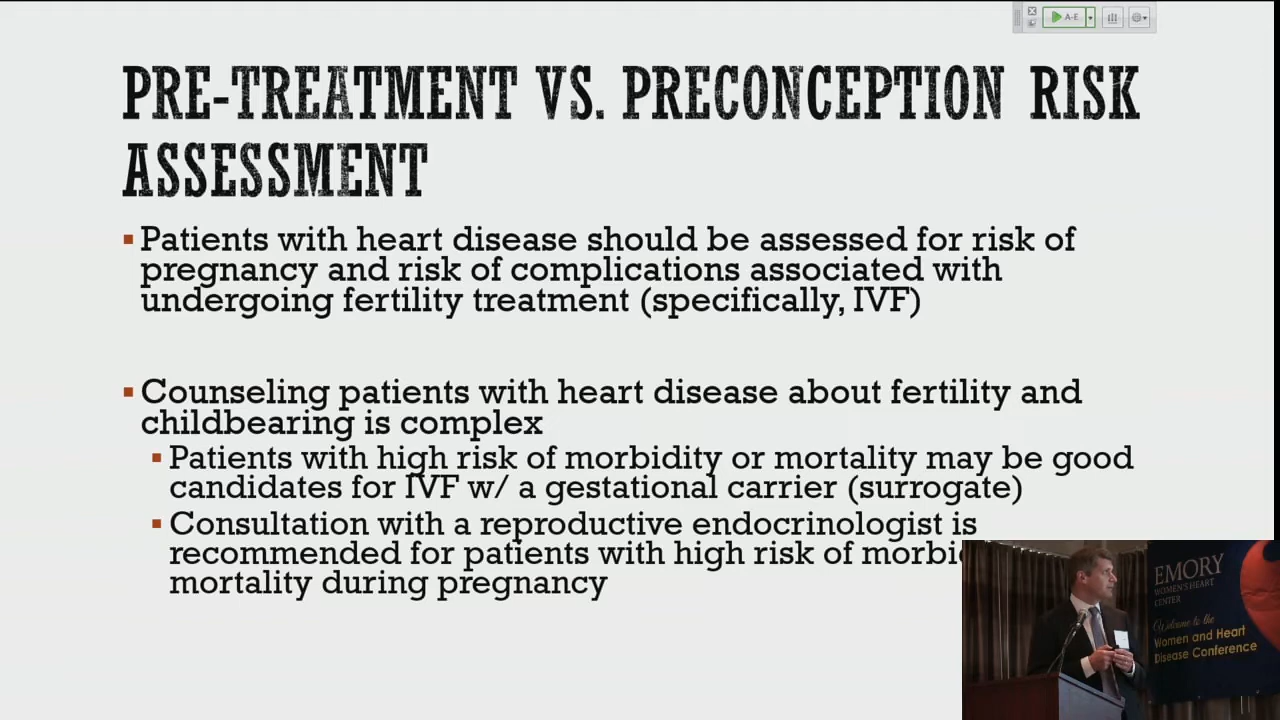 A-E
PRE-TREATMENT VS. PRECONCEPTION RISK
ASSESSMENT
Patients with heart disease should be assessed for risk of
pregnancy and risk of complications associated with
undergoing fertility treatment (specifically, IVF)
Counseling patients with heart disease about fertility and
childbearing is complex
Patients with high risk of morbidity or mortality may be good
candidates for IVF w/ a gestational carrier (surrogate)
Consultation with a reproductive endocrinologist is
recommended for patients with high risk of
mortality during pregnancy
EMORY
WOMEN'S HEART
CENTER
Welcome to the
Women and Heart
Disease Conference